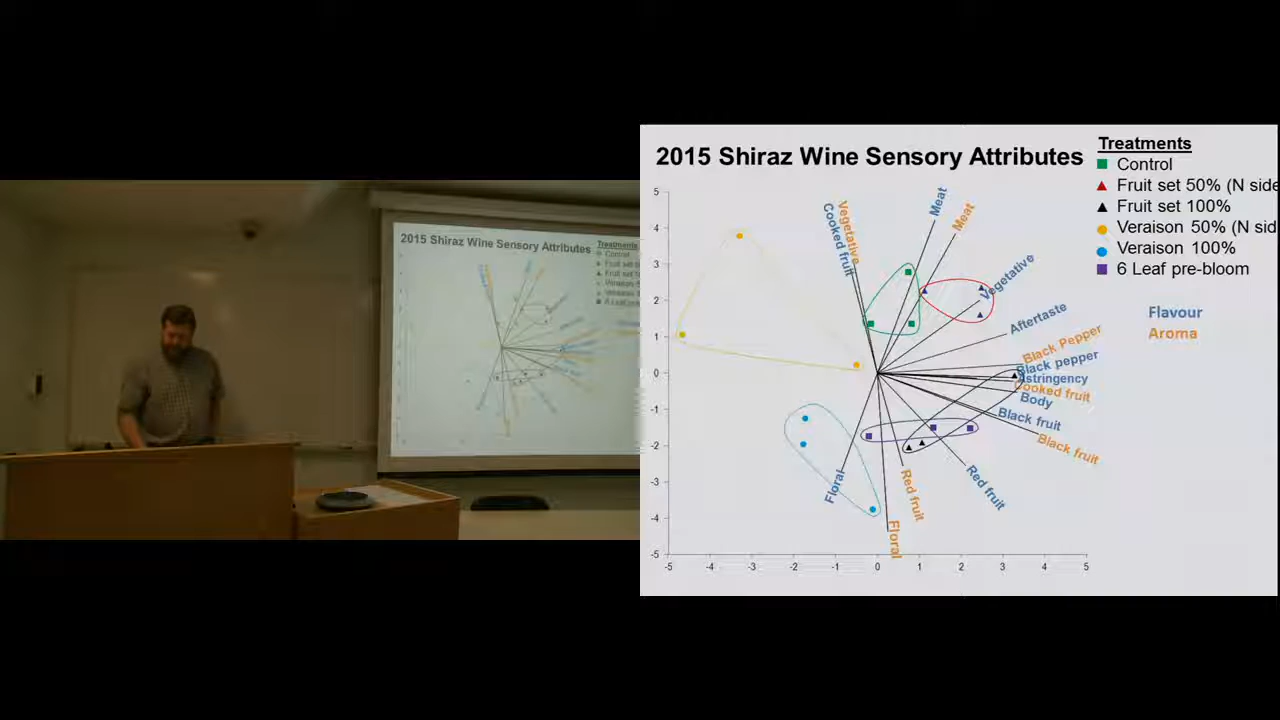 2015 Shiraz Wine Sensory Attributes
Treatments
Control
Fruit set 50% (N side
Fruit set 100%
Veraison 50% (N sid
Veraison 100%
6 Leaf pre-bloom
Flavour
Aroma
5
4
3
2
1
0
-1
-2
-3
-4
-5
-5
-4
-3
-2
-1
0
1
2
3
4
5
Cooked fruit
Vegetative
Meat
Meat
Vegetative
Aftertaste
Black Pepper
Black pepper
Astringency
Cooked fruit
Body
Black fruit
Black fruit
Red fruit
Red fruit
Floral
Floral
2015 Shiraz Wine Sensory Attributes
Treatments
Control